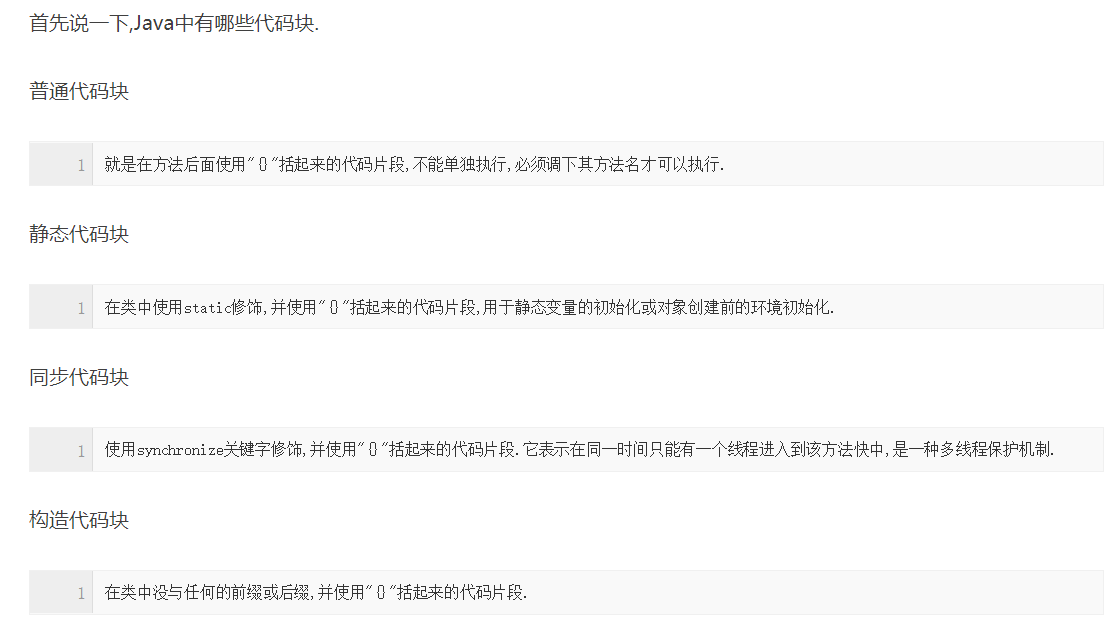 首先说一下,Java中有哪些代码块.
普通代码块
1 就是在方法后面使用"{}"括起来的代码片段,不能单独执行,必须调下其方法名才可以执行.
静态代码块
1 在类中使用static修饰,并使用"{}"括起来的代码片段,用于静态变量的初始化或对象创建前的环境初始化.
同步代码块
1 使用synchronize关键字修饰,并使用"{}"括起来的代码片段.它表示在同一时间只能有一个线程进入到该方法快中,是一种多线程保护机制.
构造代码块
1 在类中没与任何的前缀或后缀,并使用"{}"括起来的代码片段.